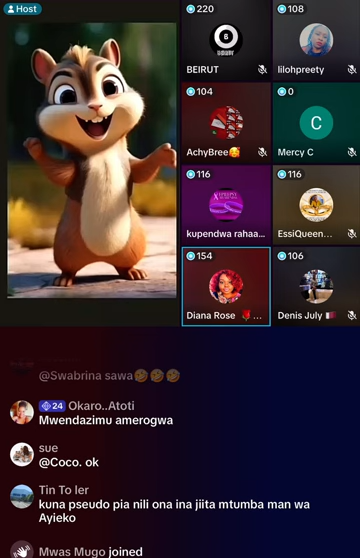 Host
220
108
BEIRUT
lilohpreety
104
0
C
AchyBree🥰
Mercy C
116
116
kupendwa rahaa...
EssiQueen...
154
106
Diana Rose 🌹...
Denis July 🇶🇦
@Swabrina sawa🤣🤣🤣
24 Okaro..Atoti
Mwendazimu amerogwa
sue
@Coco. ok
Tin To ler
kuna pseudo pia nili ona ina jiita mtumba man wa
Ayieko
Mwas Mugo joined